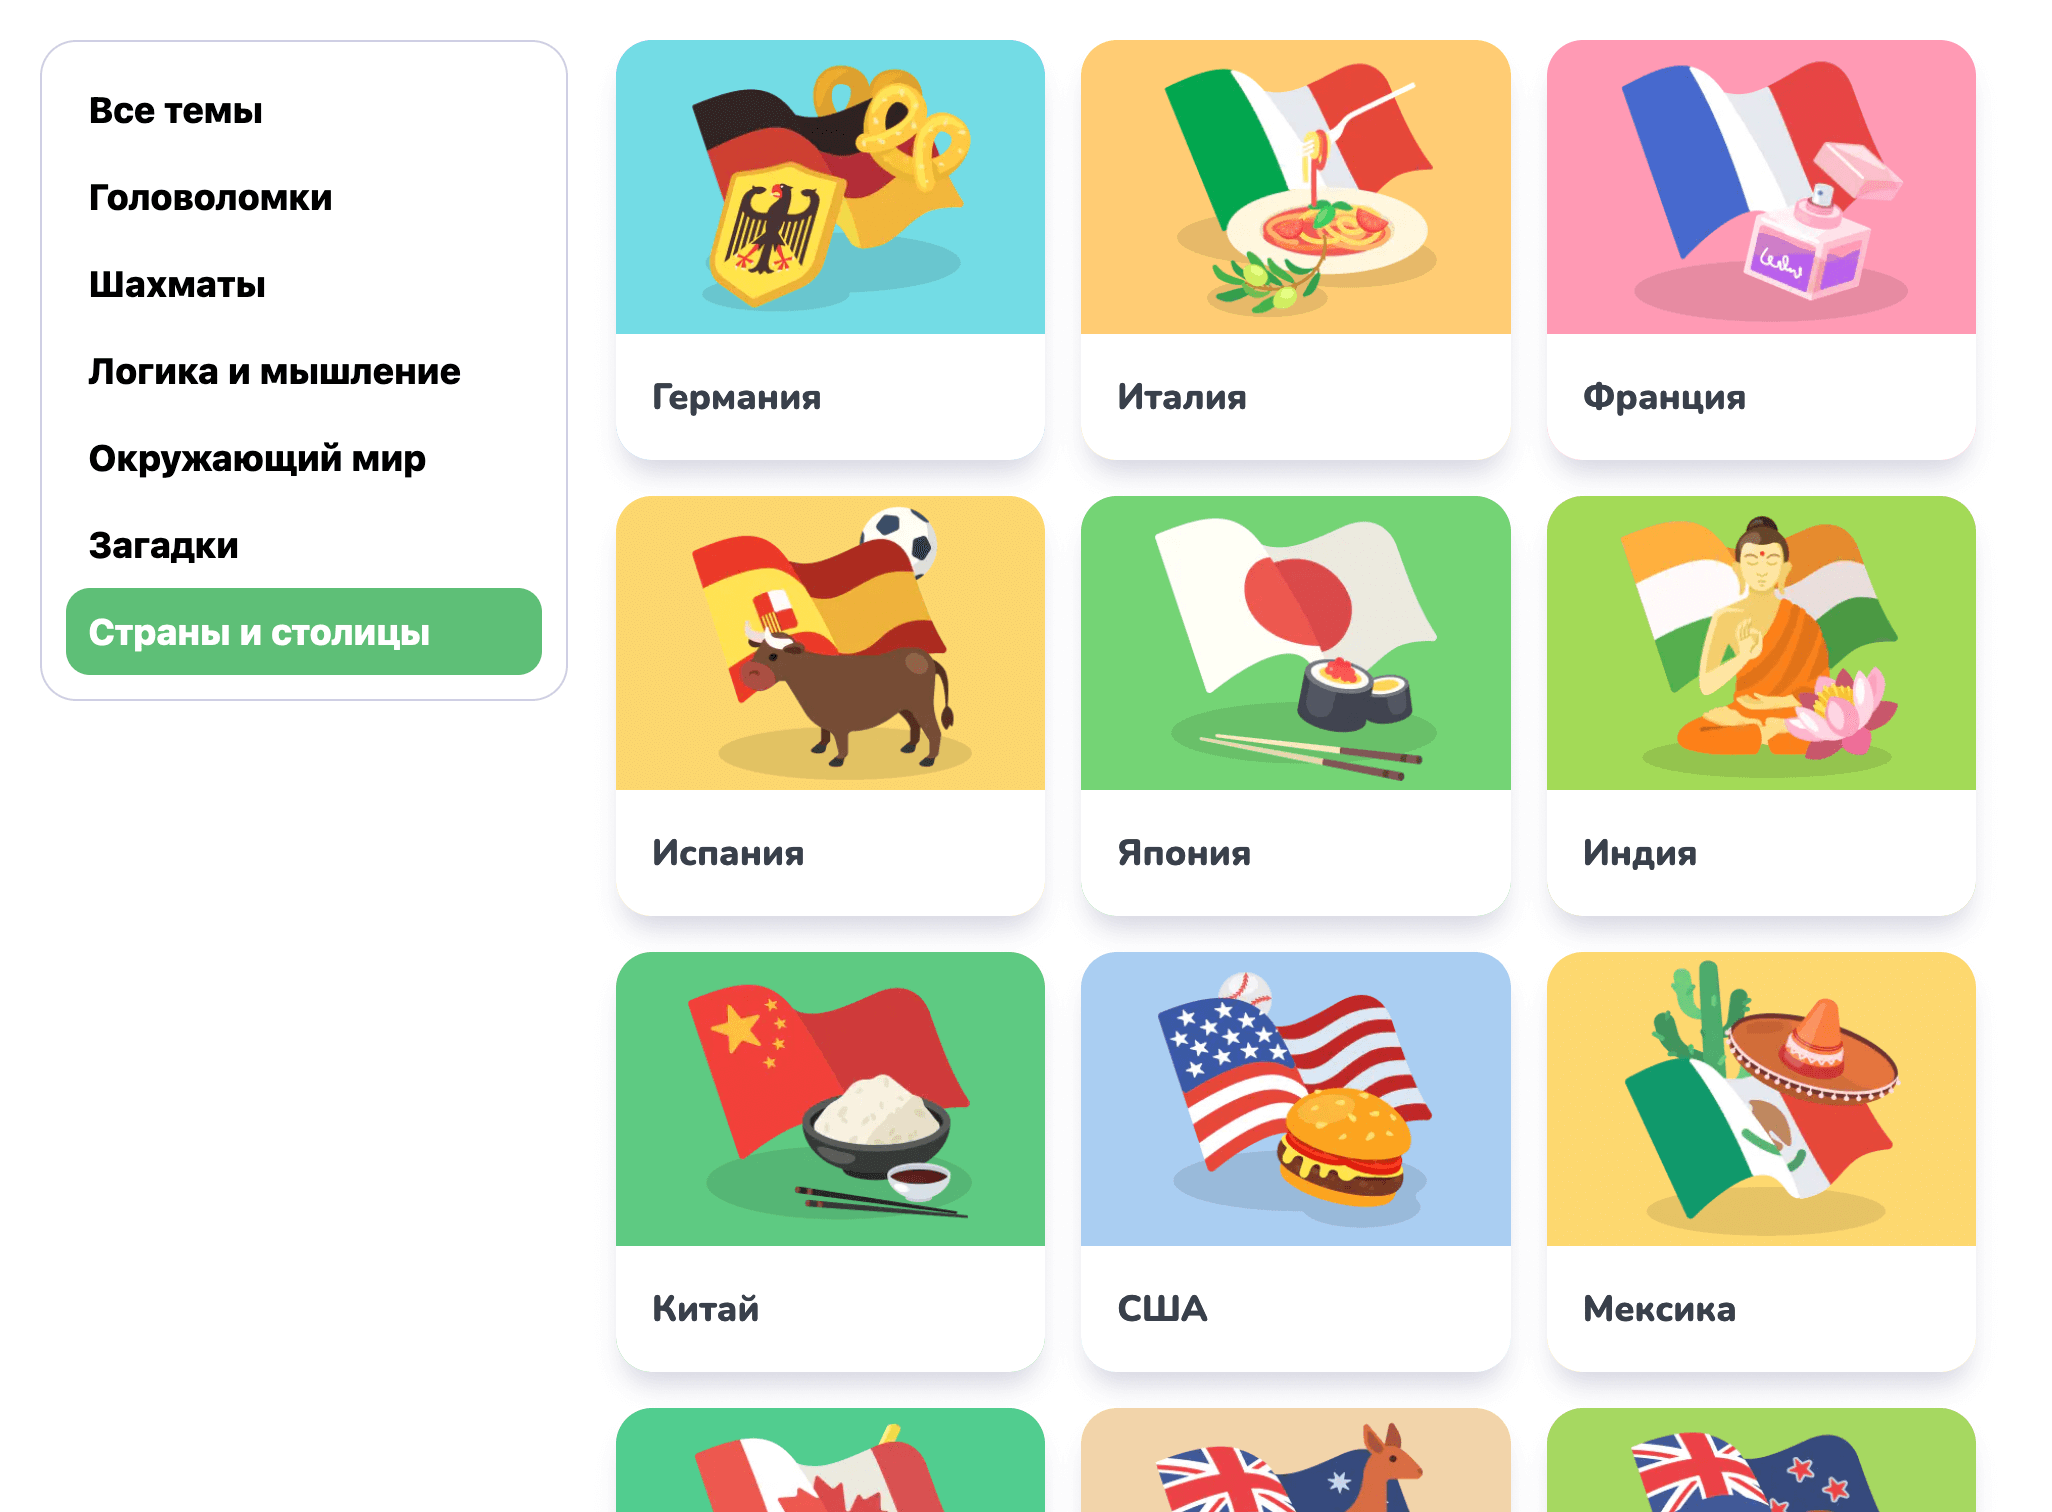 Все темы
Головоломки
Шахматы
Логика и мышление
Окружающий мир
Загадки
Страны и столицы
Германия
Италия
Франция
Испания
Япония
Индия
Китай
США
Мексика